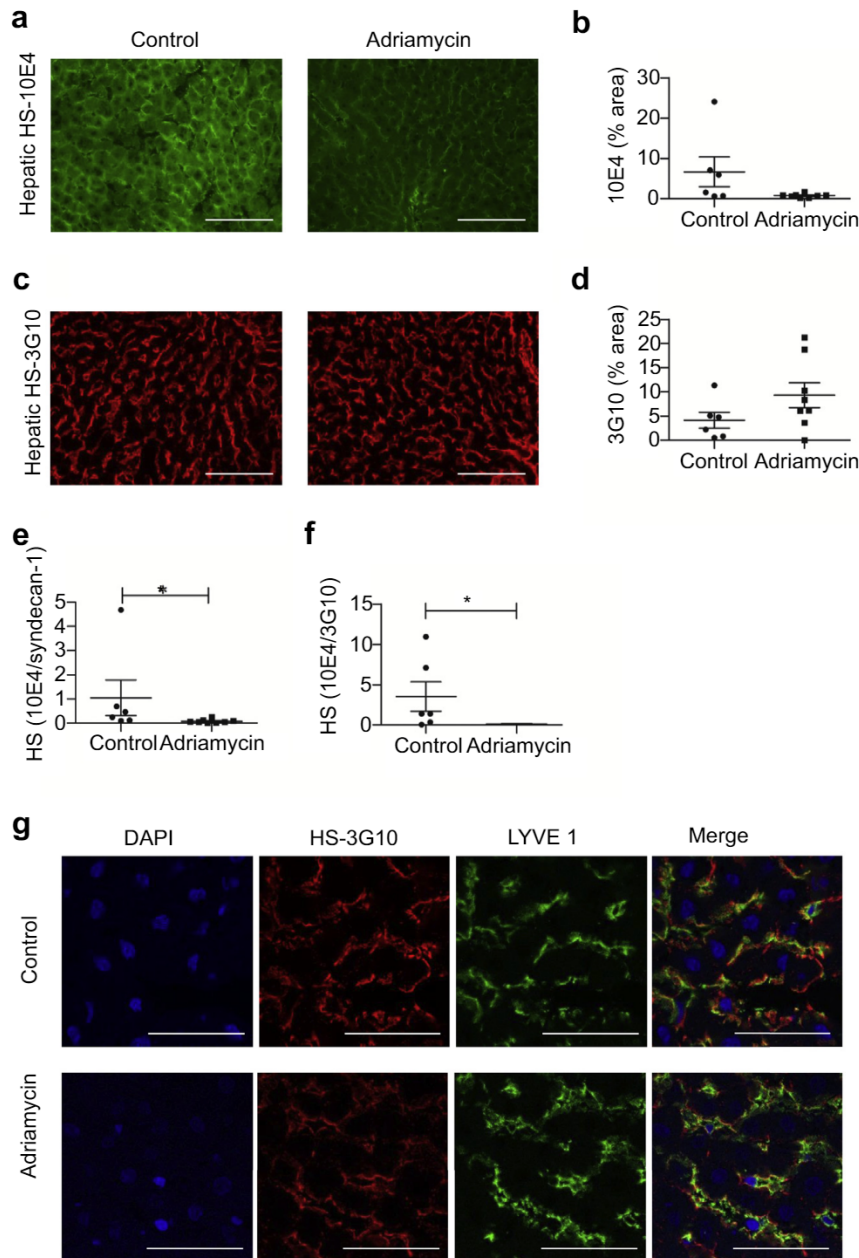 a
Control Adriamycin
Hepatic HS-10E4
b
10E4 (% area)
30
20
10
0
Control Adriamycin
c
Hepatic HS-3G10
d
3G10 (% area)
25
20
15
10
5
0
Control Adriamycin
e
HS (10E4/syndecan-1)
5
4
3
2
1
0
*
Control Adriamycin
f
HS (10E4/3G10)
15
10
5
0
*
Control Adriamycin
g
DAPI HS-3G10 LYVE 1 Merge
Control
Adriamycin